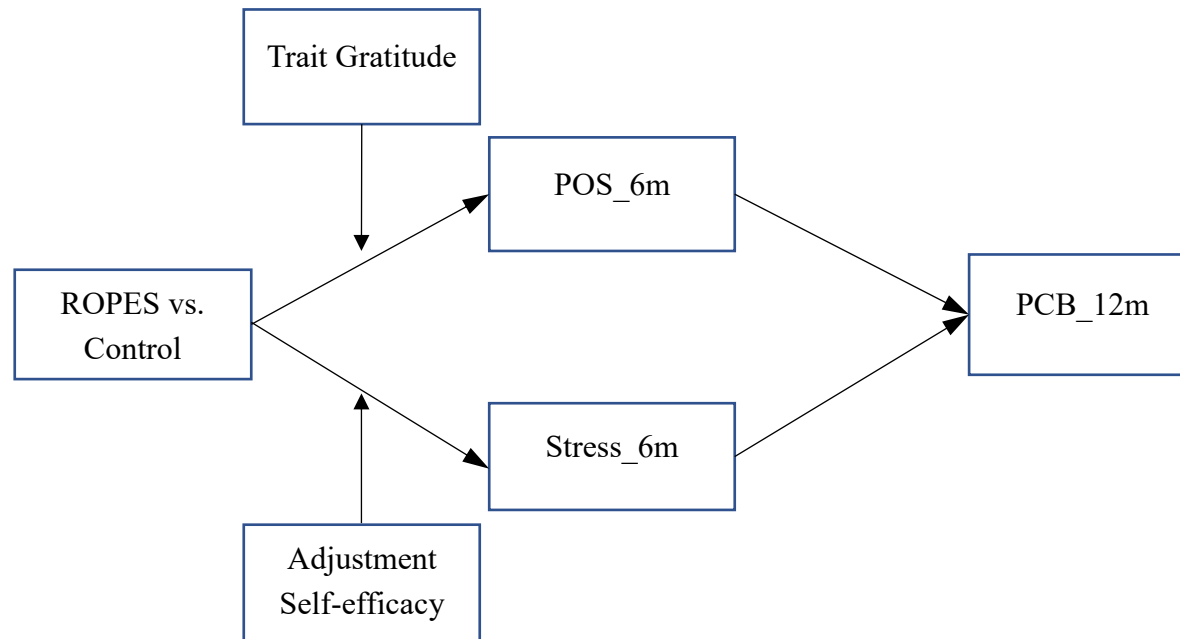 Trait Gratitude
POS_6m
ROPES vs.
Control
PCB_12m
Stress_6m
Adjustment
Self-efficacy